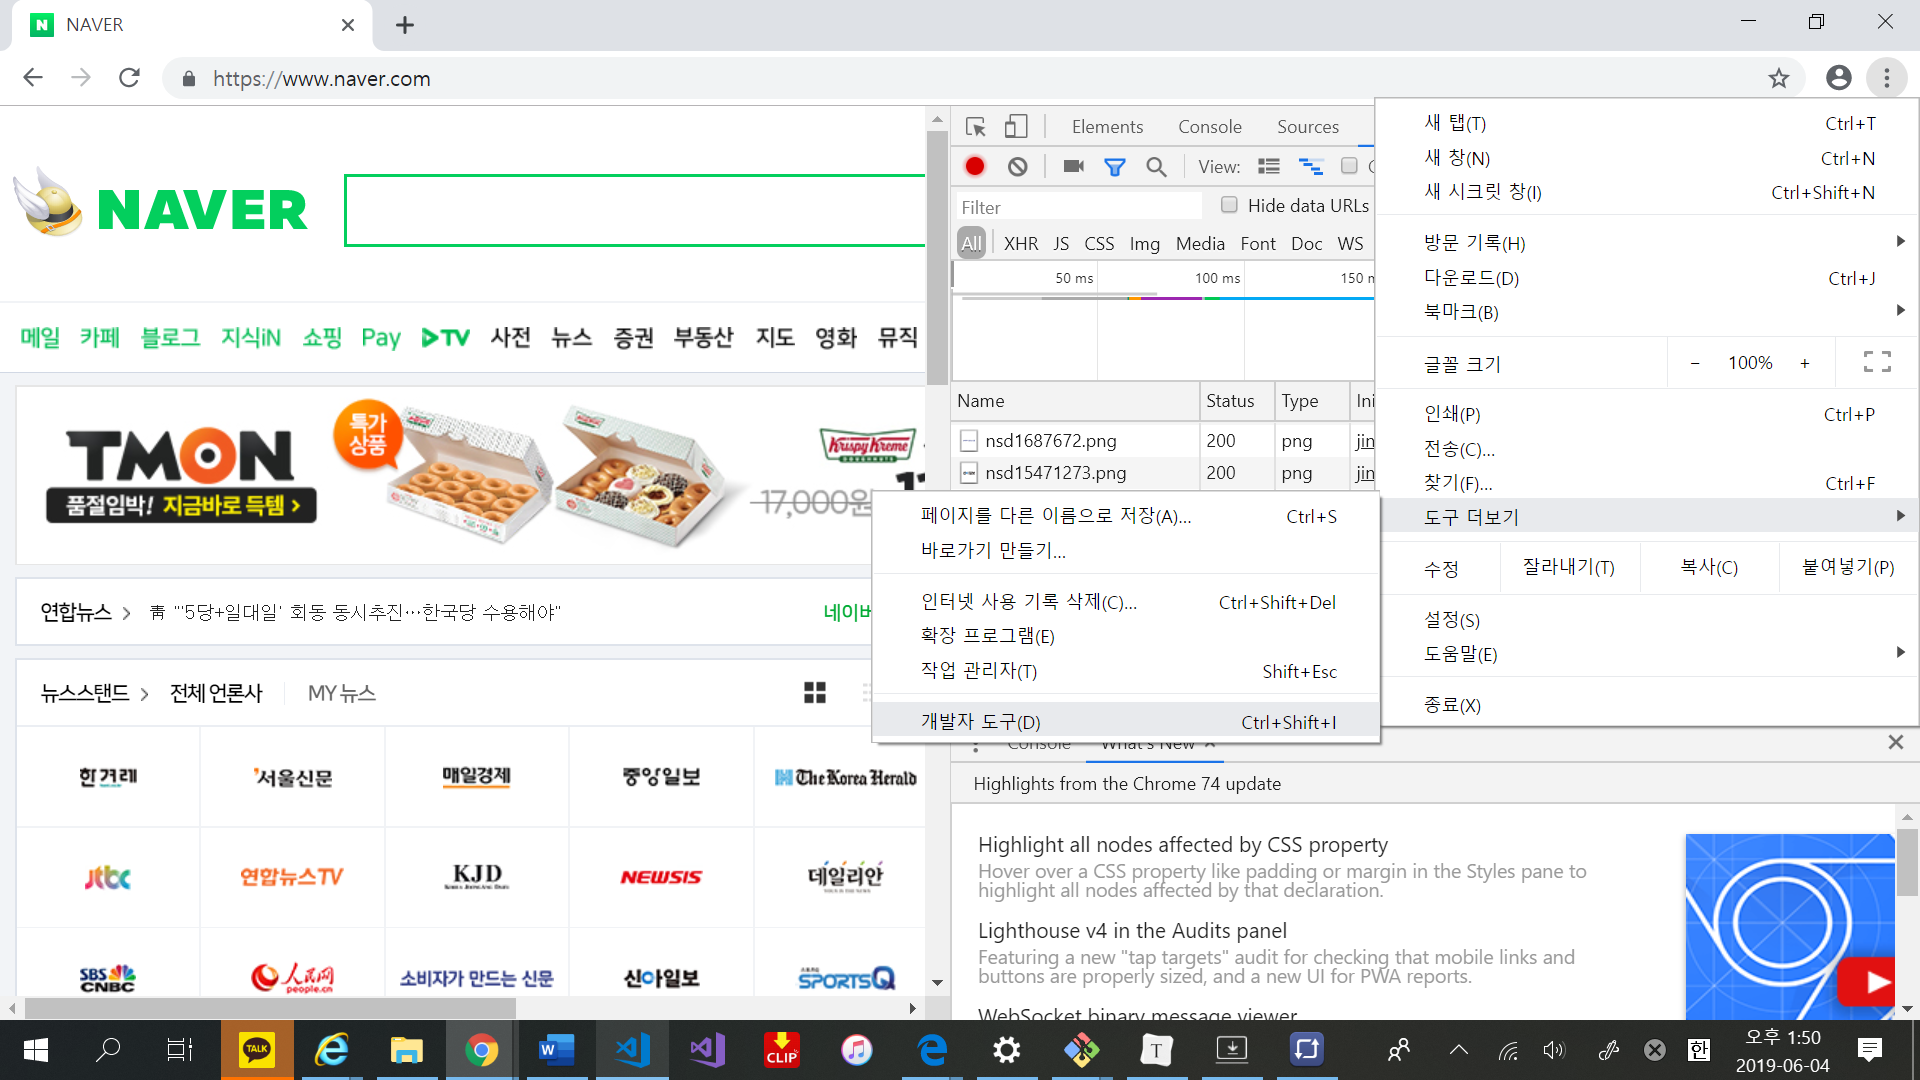 NAVER
https://www.naver.com
NAVER
메일 카페 블로그 지식iN 쇼핑 Pay TV 사전 뉴스 증권 부동산 지도 영화 뮤직
TMON
품절임박! 지금바로 득템 >
특가
상품
Krispy Kreme
DOUGHNUTS
17,000원
연합뉴스 > 靑 "'5당+일대일' 회동 동시추진…한국당 수용해야"
네이버
뉴스스탠드 > 전체 언론사 MY 뉴스
한겨레 서울신문 매일경제 중앙일보 The Korea Herald
jtbc 연합뉴스TV KJD NEWSIS 데일리안
KOREA JOONGANG DAILY
SBS CNBC 人民网 people.cn 소비자가 만드는 신문 신아일보 스포츠 SPORTSQ
Elements Console Sources
View:
Filter Hide data URLs
All XHR JS CSS Img Media Font Doc WS
50 ms 100 ms 150 m
Name Status Type Ini
nsd1687672.png 200 png jin
nsd15471273.png 200 png jin
새 탭(T) Ctrl+T
새 창(N) Ctrl+N
새 시크릿 창(I) Ctrl+Shift+N
방문 기록(H)
다운로드(D) Ctrl+J
북마크(B)
글꼴 크기 - 100% +
인쇄(P) Ctrl+P
전송(C)...
찾기(F)... Ctrl+F
도구 더보기
수정 잘라내기(T) 복사(C) 붙여넣기(P)
설정(S)
도움말(E)
종료(X)
페이지를 다른 이름으로 저장(A)... Ctrl+S
바로가기 만들기...
인터넷 사용 기록 삭제(C)... Ctrl+Shift+Del
확장 프로그램(E)
작업 관리자(T) Shift+Esc
개발자 도구(D) Ctrl+Shift+I
Console What's New
Highlights from the Chrome 74 update
Highlight all nodes affected by CSS property
Hover over a CSS property like padding or margin in the Styles pane to
highlight all nodes affected by that declaration.
Lighthouse v4 in the Audits panel
Featuring a new "tap targets" audit for checking that mobile links and
buttons are properly sized, and a new UI for PWA reports.
WebSocket binary message viewer
TALK
CLIP
T
한
오후 1:50
2019-06-04